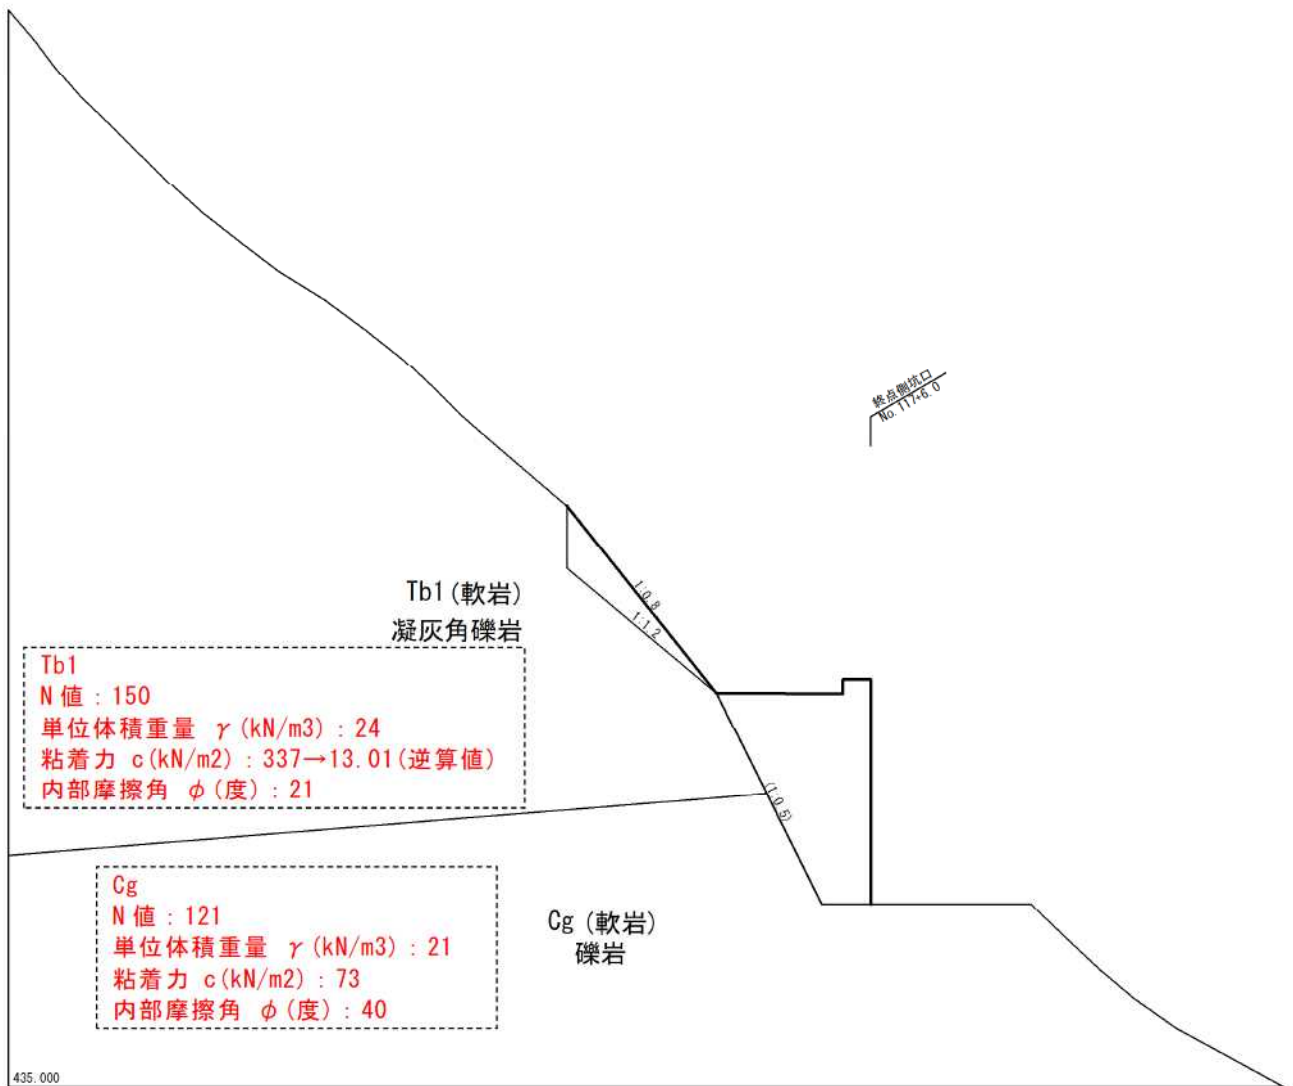 終点側坑口
No.117+6.0
1:0.8
1:1.2
Tb1(軟岩)
凝灰角礫岩
Tb1
N値：150
単位体積重量 γ(kN/m3)：24
粘着力 c(kN/m2)：337→13.01(逆算値)
内部摩擦角 φ(度)：21
(1:0.5)
Cg
N値：121
単位体積重量 γ(kN/m3)：21
粘着力 c(kN/m2)：73
内部摩擦角 φ(度)：40
Cg(軟岩)
礫岩
435.000